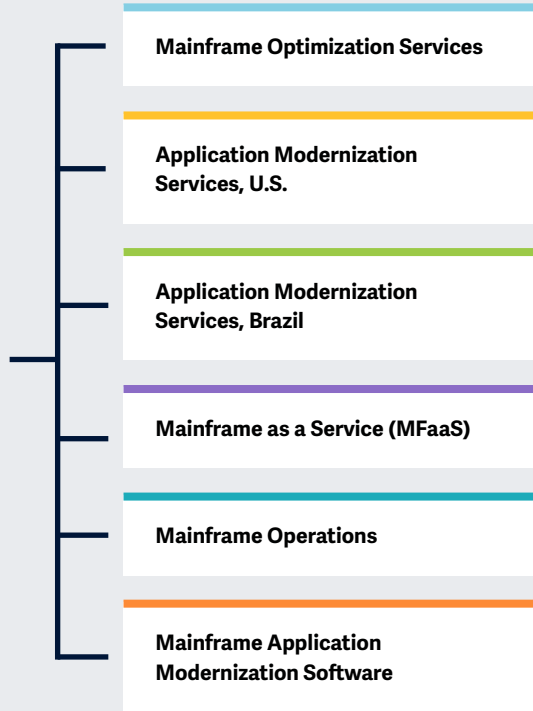 Mainframe Optimization Services
Application Modernization
Services, U.S.
Application Modernization
Services, Brazil
Mainframe as a Service (MFaaS)
Mainframe Operations
Mainframe Application
Modernization Software